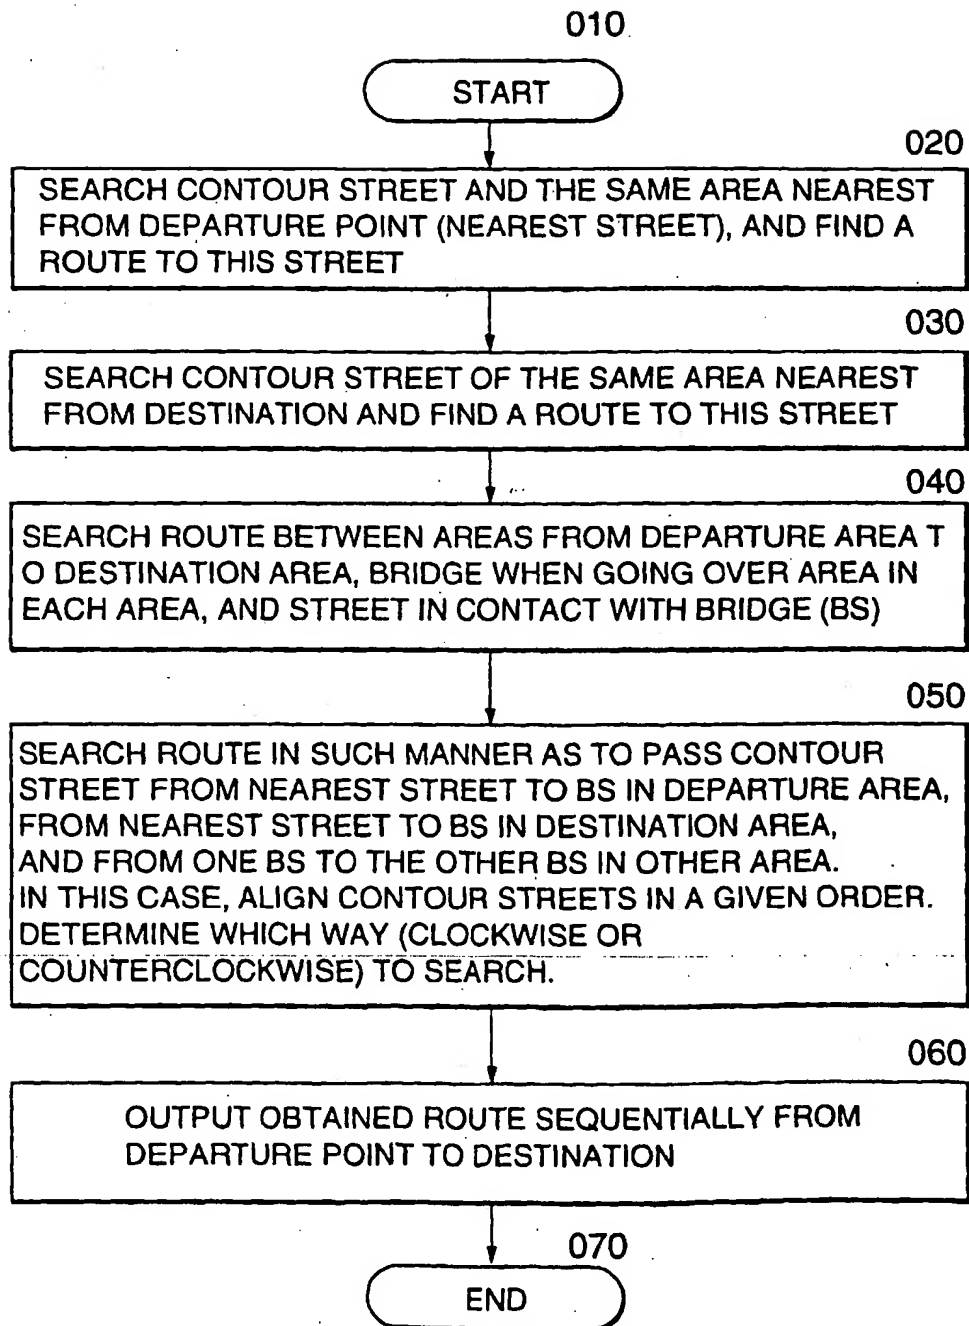 010
START
020
SEARCH CONTOUR STREET AND THE SAME AREA NEAREST
FROM DEPARTURE POINT (NEAREST STREET), AND FIND A
ROUTE TO THIS STREET
030
SEARCH CONTOUR STREET OF THE SAME AREA NEAREST
FROM DESTINATION AND FIND A ROUTE TO THIS STREET
040
SEARCH ROUTE BETWEEN AREAS FROM DEPARTURE AREA T
O DESTINATION AREA, BRIDGE WHEN GOING OVER AREA IN
EACH AREA, AND STREET IN CONTACT WITH BRIDGE (BS)
050
SEARCH ROUTE IN SUCH MANNER AS TO PASS CONTOUR
STREET FROM NEAREST STREET TO BS IN DEPARTURE AREA,
FROM NEAREST STREET TO BS IN DESTINATION AREA,
AND FROM ONE BS TO THE OTHER BS IN OTHER AREA.
IN THIS CASE, ALIGN CONTOUR STREETS IN A GIVEN ORDER.
DETERMINE WHICH WAY (CLOCKWISE OR
COUNTERCLOCKWISE) TO SEARCH.
060
OUTPUT OBTAINED ROUTE SEQUENTIALLY FROM
DEPARTURE POINT TO DESTINATION
070
END